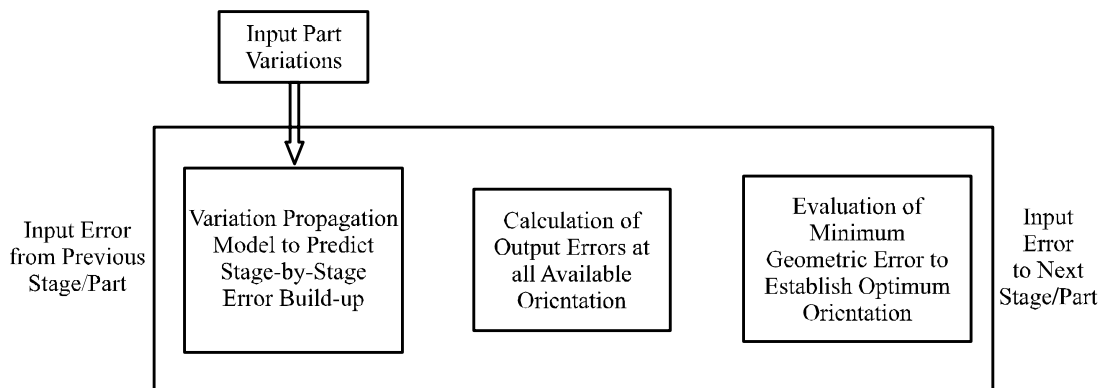 Input Part
Variations
Input Error
from Previous
Stage/Part
Variation Propagation
Model to Predict
Stage-by-Stage
Error Build-up
Calculation of
Output Errors at
all Available
Orientation
Evaluation of
Minimum
Geometric Error to
Establish Optimum
Orientation
Input
Error
to Next
Stage/Part